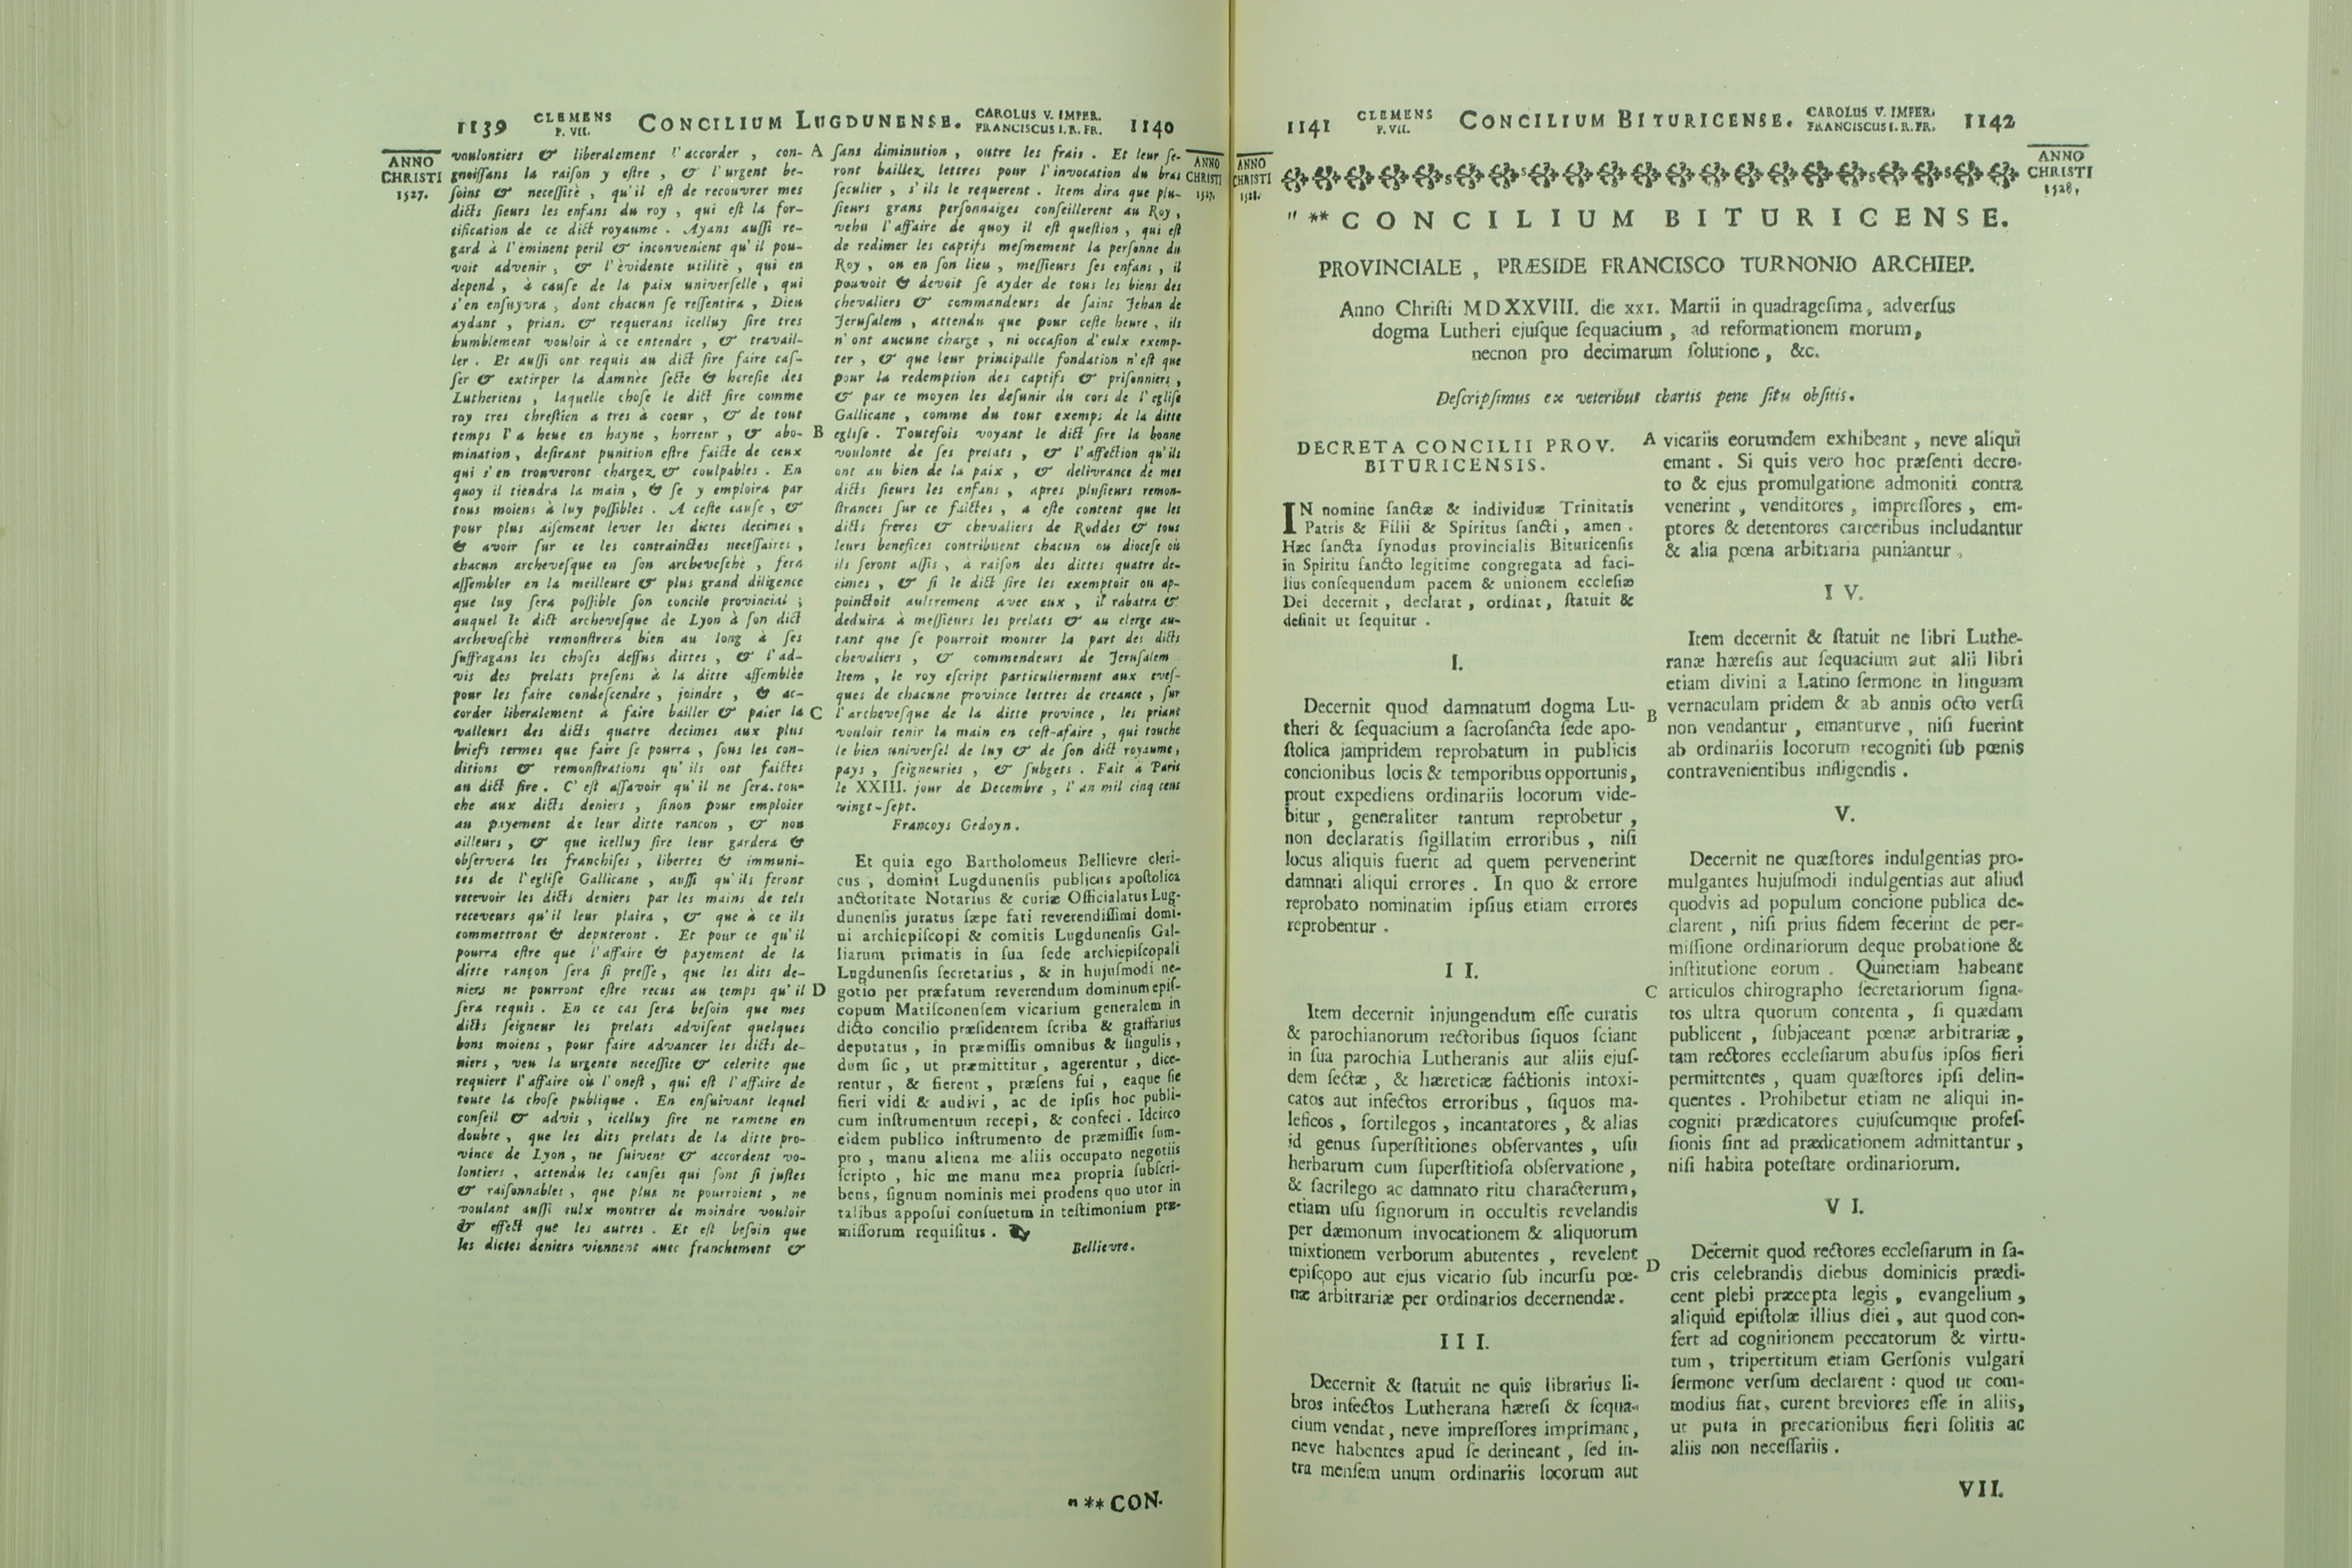 1139 CLEMENS P. VII. CONCILIUM LUGDUNENSE. CAROLUS V. IMPER. FRANCISCUS I. R. FR. 1140
ANNO
CHRISTI
1527.
voulontiers & liberalement l'accorder , con-
gnoissans la raison y estre , & l'urgent be-
soint & necessitè , qu'il est de recouvrer mes
dicts sieurs les enfans du roy , qui est la for-
tification de ce dict royaume . Ayans aussi re-
gard à l'éminent peril & inconvenient qu'il pou-
voit advenir , & l'èvidente utilitè , qui en
depend , à cause de la paix universelle , qui
s'en ensuyvra , dont chacun se ressentira , Dieu
aydant , prians & requerans icelluy sire tres
humblement vouloir à ce entendre , & travail-
ler . Et aussi ont requis au dict sire faire cas-
ser & extirper la damnèe secte & heresie des
Lutheriens , laquelle chose le dict sire comme
roy tres chrestien a tres à coeur , & de tout
temps l'a heue en hayne , horreur , & abo-
mination , desirant punition estre faicte de ceux
qui s'en trouveront chargez & coulpables . En
quoy il tiendra la main , & se y emploira par
tous moiens à luy possibles . A ceste cause , &
pour plus aisement lever les dictes decimes ,
& avoir sur ce les contrainctes necessaires ,
chacun archevesque en son archeveschè , fera
assembler en la meilleure & plus grand diligence
que luy sera possible son concile provincial ;
auquel le dict archevesque de Lyon à son dict
archeveschè remonstrera bien au long à ses
suffragans les choses dessus dittes , & l'ad-
vis des prelats presens à la ditte assemblèe
pour les faire condescendre , joindre , & ac-
corder liberalement à faire bailler & paier la
valleurs des dicts quatre decimes aux plus
briefs termes que faire se pourra , sous les con-
ditions & remonstrations qu'ils ont faictes
au dict sire . C'est assavoir qu'il ne sera tou-
che aux dicts deniers , sinon pour emploier
au payement de leur ditte rancon , & non
ailleurs , & que icelluy sire leur gardera &
observera les franchises , libertes & immuni-
tes de l'eglise Gallicane , aussi qu'ils feront
recevoir les dicts deniers par les mains de tels
receveurs qu'il leur plaira , & que à ce ils
commettront & deputeront . Et pour ce qu'il
pourra estre que l'affaire & payement de la
ditte rançon sera si presse , que les dits de-
niers ne pourront estre recus au temps qu'il
sera requis . En ce cas sera besoin que mes
dicts seigneur les prelats advisent quelques
bons moiens , pour faire advancer les dicts de-
niers , veu la urgente necessite & celerite que
requiert l'affaire où l'onest , qui est l'affaire de
toute la chose publique . En ensuivant lequel
conseil & advis , icelluy sire ne ramene en
doubte , que les dits prelats de la ditte pro-
vince de Lyon , ne suivent & accordent vo-
lontiers , attendu les causes qui sont si justes
& raisonnables , que plus ne pourroient , ne
voulant aussi eulx montrer de moindre vouloir
& effect que les autres . Et est besoin que
les dictes deniers viennent avec franchement &
A
B
C
D
sans diminution , outre les frais . Et leur se-
ront baillez lettres pour l'invocation du bras
seculier , s'ils le requerent . Item dira que plu-
sieurs grans personnaiges conseillerent au Roy ,
vehu l'affaire de quoy il est question , qui est
de redimer les captifs mesmement la personne du
Roy , ou en son lieu , messieurs ses enfans , il
pouvoit & devoit se ayder de tous les biens des
chevaliers & commandeurs de saint Jehan de
Jerusalem , attendu que pour ceste heure , ils
n'ont aucune charge , ni occasion d'eulx exemp-
ter , & que leur principalle fondation n'est que
pour la redemption des captifs & prisonniers ,
& par ce moyen les desunir du cors de l'eglise
Gallicane , comme du tout exemps de la ditte
eglise . Toutefois voyant le dict sire la bonne
voulonte de ses prelats , & l'affection qu'ils
ont au bien de la paix , & delivrance de mes
dicts sieurs les enfans , apres plusieurs remon-
strances sur ce faictes , a este content que les
dicts freres & chevaliers de Roddes & tous
leurs benefices contribuent chacun ou diocese où
ils seront assis , à raison des dittes quatre de-
cimes , & si le dict sire les exemptoit ou ap-
poinctoit aultrement avec eux , il rabatra &
deduira à messieurs les prelats & au clerge au-
tant que se pourroit monter la part des dicts
chevaliers , & commendeurs de Jerusalem
Item , le roy escript particulierment aux eves-
ques de chacune province lettres de creance , sur
l'archevesque de la ditte province , les priant
vouloir tenir la main en cest-afaire , qui touche
le bien universel de luy & de son dict royaume,
pays , seigneuries , & subgets . Fait à Paris
le XXIII. jour de Decembre , l'an mil cinq cens
vingt-sept.
Francoys Gedoyn.
Et quia ego Bartholomeus Bellievre cleri-
cus , domini Lugdunensis publicus apostolica
anctoritate Notarius & curiæ Officialatus Lug-
dunensis juratus sæpe fati reverendissimi domi-
ni archiepiscopi & comitis Lugdunensis Gal-
liarum primatis in sua sede archiepiscopali
Lugdunensis secretarius , & in hujusmodi ne-
gotio per præfatum reverendum dominum epis-
copum Matisconensem vicarium generalem in
dicto concilio præsidentem scriba & graffarius
deputatus , in præmissis omnibus & singulis ,
dum sic , ut præmittitur , agerentur , dice-
rentur , & fierent , præsens fui , eaque sic
fieri vidi & audivi , ac de ipsis hoc publi-
cum instrumentum recepi , & confeci . Idcirco
eidem publico instrumento de præmissis sum-
pto , manu aliena me aliis occupato negotiis
scripto , hic me manu mea propria subscri-
bens, signum nominis mei prodens quo utor in
talibus apposui consuetum in testimonium præ-
missorum requisitus .
Bellievre.
ANNO
CHRISTI
1527.
" ** CON.
1141 CLEMENS P. VII. CONCILIUM BITURICENSE. CAROLUS V. IMPER. FRANCISCUS I. R. FR. 1142
ANNO
CHRISTI
1528.
ANNO
CHRISTI
1528.
" ** CONCILIUM BITURICENSE.
PROVINCIALE , PRÆSIDE FRANCISCO TURNONIO ARCHIEP.
Anno Christi MDXXVIII. die XXI. Martii in quadragesima, adversus
dogma Lutheri ejusque sequacium , ad reformationem morum,
necnon pro decimarum solutione , &c.
Descripsimus ex veteribus chartis pene situ obsitis.
DECRETA CONCILII PROV.
BITURICENSIS.
IN nomine sanctæ & individuæ Trinitatis
Patris & Filii & Spiritus sancti , amen .
Hæc sancta synodus provincialis Bituricensis
in Spiritu sancto legitime congregata ad faci-
lius consequendum pacem & unionem ecclesiæ
Dei decernit , declarat , ordinat , statuit &
definit ut sequitur .
I.
Decernit quod damnatum dogma Lu-
theri & sequacium a sacrosancta sede apo-
stolica jampridem reprobatum in publicis
concionibus locis & temporibus opportunis,
prout expediens ordinariis locorum vide-
bitur , generaliter tantum reprobetur ,
non declaratis sigillatim erroribus , nisi
locus aliquis fuerit ad quem pervenerint
damnati aliqui errores . In quo & errore
reprobato nominatim ipsius etiam errores
reprobentur .
II.
Item decernit injungendum esse curatis
& parochianorum rectoribus siquos sciant
in sua parochia Lutheranis aut aliis ejus-
dem sectæ , & hæreticæ factionis intoxi-
catos aut infectos erroribus , siquos ma-
leficos , sortilegos , incantatores , & alias
id genus superstitiones observantes , usu
herbarum cum superstitiosa observatione ,
& sacrilego ac damnato ritu characterum,
etiam usu signorum in occultis revelandis
per dæmonum invocationem & aliquorum
mixtionem verborum abutentes , revelent
episcopo aut ejus vicario sub incursu pœ-
næ arbitrariæ per ordinarios decernendæ.
III.
Decernit & statuit ne quis librarius li-
bros infectos Lutherana hæresi & sequa-
cium vendat, neve impressores imprimant,
neve habentes apud se detineant , sed in-
tra mensem unum ordinariis locorum aut
A
B
C
D
vicariis eorumdem exhibeant , neve aliqui
emant . Si quis vero hoc præsenti decre-
to & ejus promulgatione admoniti contra
venerint , venditores , impressores , em-
ptores & detentores carceribus includantur
& alia pœna arbitraria puniantur .
IV.
Item decernit & statuit ne libri Luthe-
ranæ hæresis aut sequacium aut alii libri
etiam divini a Latino sermone in linguam
vernaculam pridem & ab annis octo versi
non vendantur , emanturve , nisi fuerint
ab ordinariis locorum recogniti sub pœnis
contravenientibus infligendis .
V.
Decernit ne quæstores indulgentias pro-
mulgantes hujusmodi indulgentias aut aliud
quodvis ad populum concione publica de-
clarent , nisi prius fidem fecerint de per-
missione ordinariorum deque probatione &
institutione eorum . Quinetiam habeant
articulos chirographo secretariorum signa-
tos ultra quorum contenta , si quædam
publicent , subjaceant pœnæ arbitrariæ ,
tam rectores ecclesiarum abusus ipsos fieri
permittentes , quam quæstores ipsi delin-
quentes . Prohibetur etiam ne aliqui in-
cogniti prædicatores cujuscumque profes-
sionis sint ad prædicationem admittantur ,
nisi habita potestate ordinariorum.
VI.
Decernit quod rectores ecclesiarum in sa-
cris celebrandis diebus dominicis prædi-
cent plebi præcepta legis , evangelium ,
aliquid epistolæ illius diei , aut quod con-
fert ad cognitionem peccatorum & virtu-
tum , tripertitum etiam Gersonis vulgari
sermone versum declarent : quod ut com-
modius fiat, curent breviores esse in aliis,
ut puta in precationibus fieri solitis ac
aliis non necessariis .
VII.